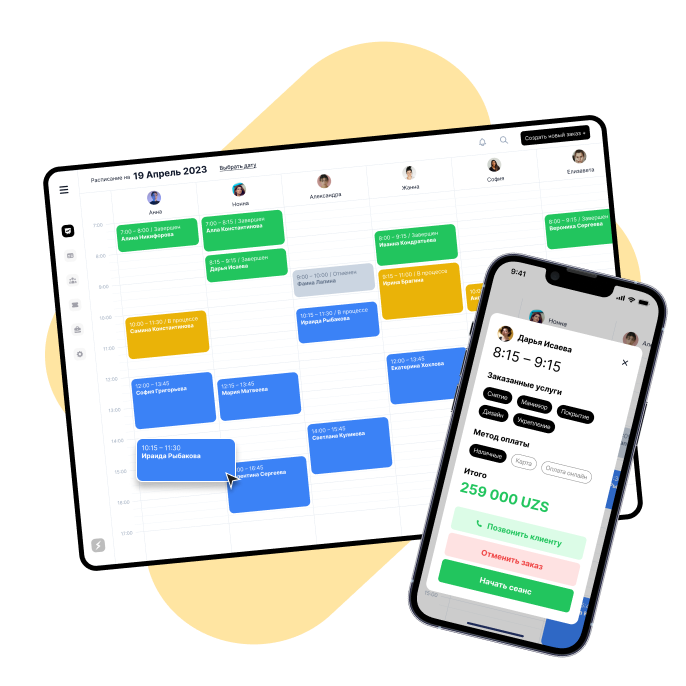 Расписание на 19 Апрель 2023 Выбрать дату
Создать новый заказ +
Анна
Нонна
Александра
Жанна
София
Елизавета
7:00
8:00
9:00
10:00
11:00
12:00
13:00
14:00
15:00
16:00
17:00
7:00 – 8:00 / Завершен
Алина Никифорова
10:00 – 11:30 / В процессе
Самина Константинова
12:00 – 13:45
София Григорьева
10:15 – 11:30
Ираида Рыбакова
7:00 – 8:15 / Завершен
Алла Константинова
8:15 – 9:15 / Завершен
Дарья Исаева
12:15 – 13:45
Мария Матвеева
– 16:45
ентина Сергеева
9:00 – 10:00 / Отменен
Фаина Лапина
10:15 – 11:30 / В процессе
Ираида Рыбакова
14:00 – 15:45
Светлана Куликова
8:00 – 9:15 / Завершен
Иванна Кондратьева
9:15 – 11:00 / В процессе
Ирина Брагина
12:00 – 13:45
Екатерина Хохлова
10:0
Ан
8:00 – 9:15 / Завершен
Вероника Сергеева
9:41
Нонна
Дарья Исаева
8:15 – 9:15
Заказанные услуги
Снятие Маникюр Покрытие
Дизайн Укрепление
Метод оплаты
Наличные Карта Оплата онлайн
Итого
259 000 UZS
Позвонить клиенту
Отменить заказ
Начать сеанс
15:00